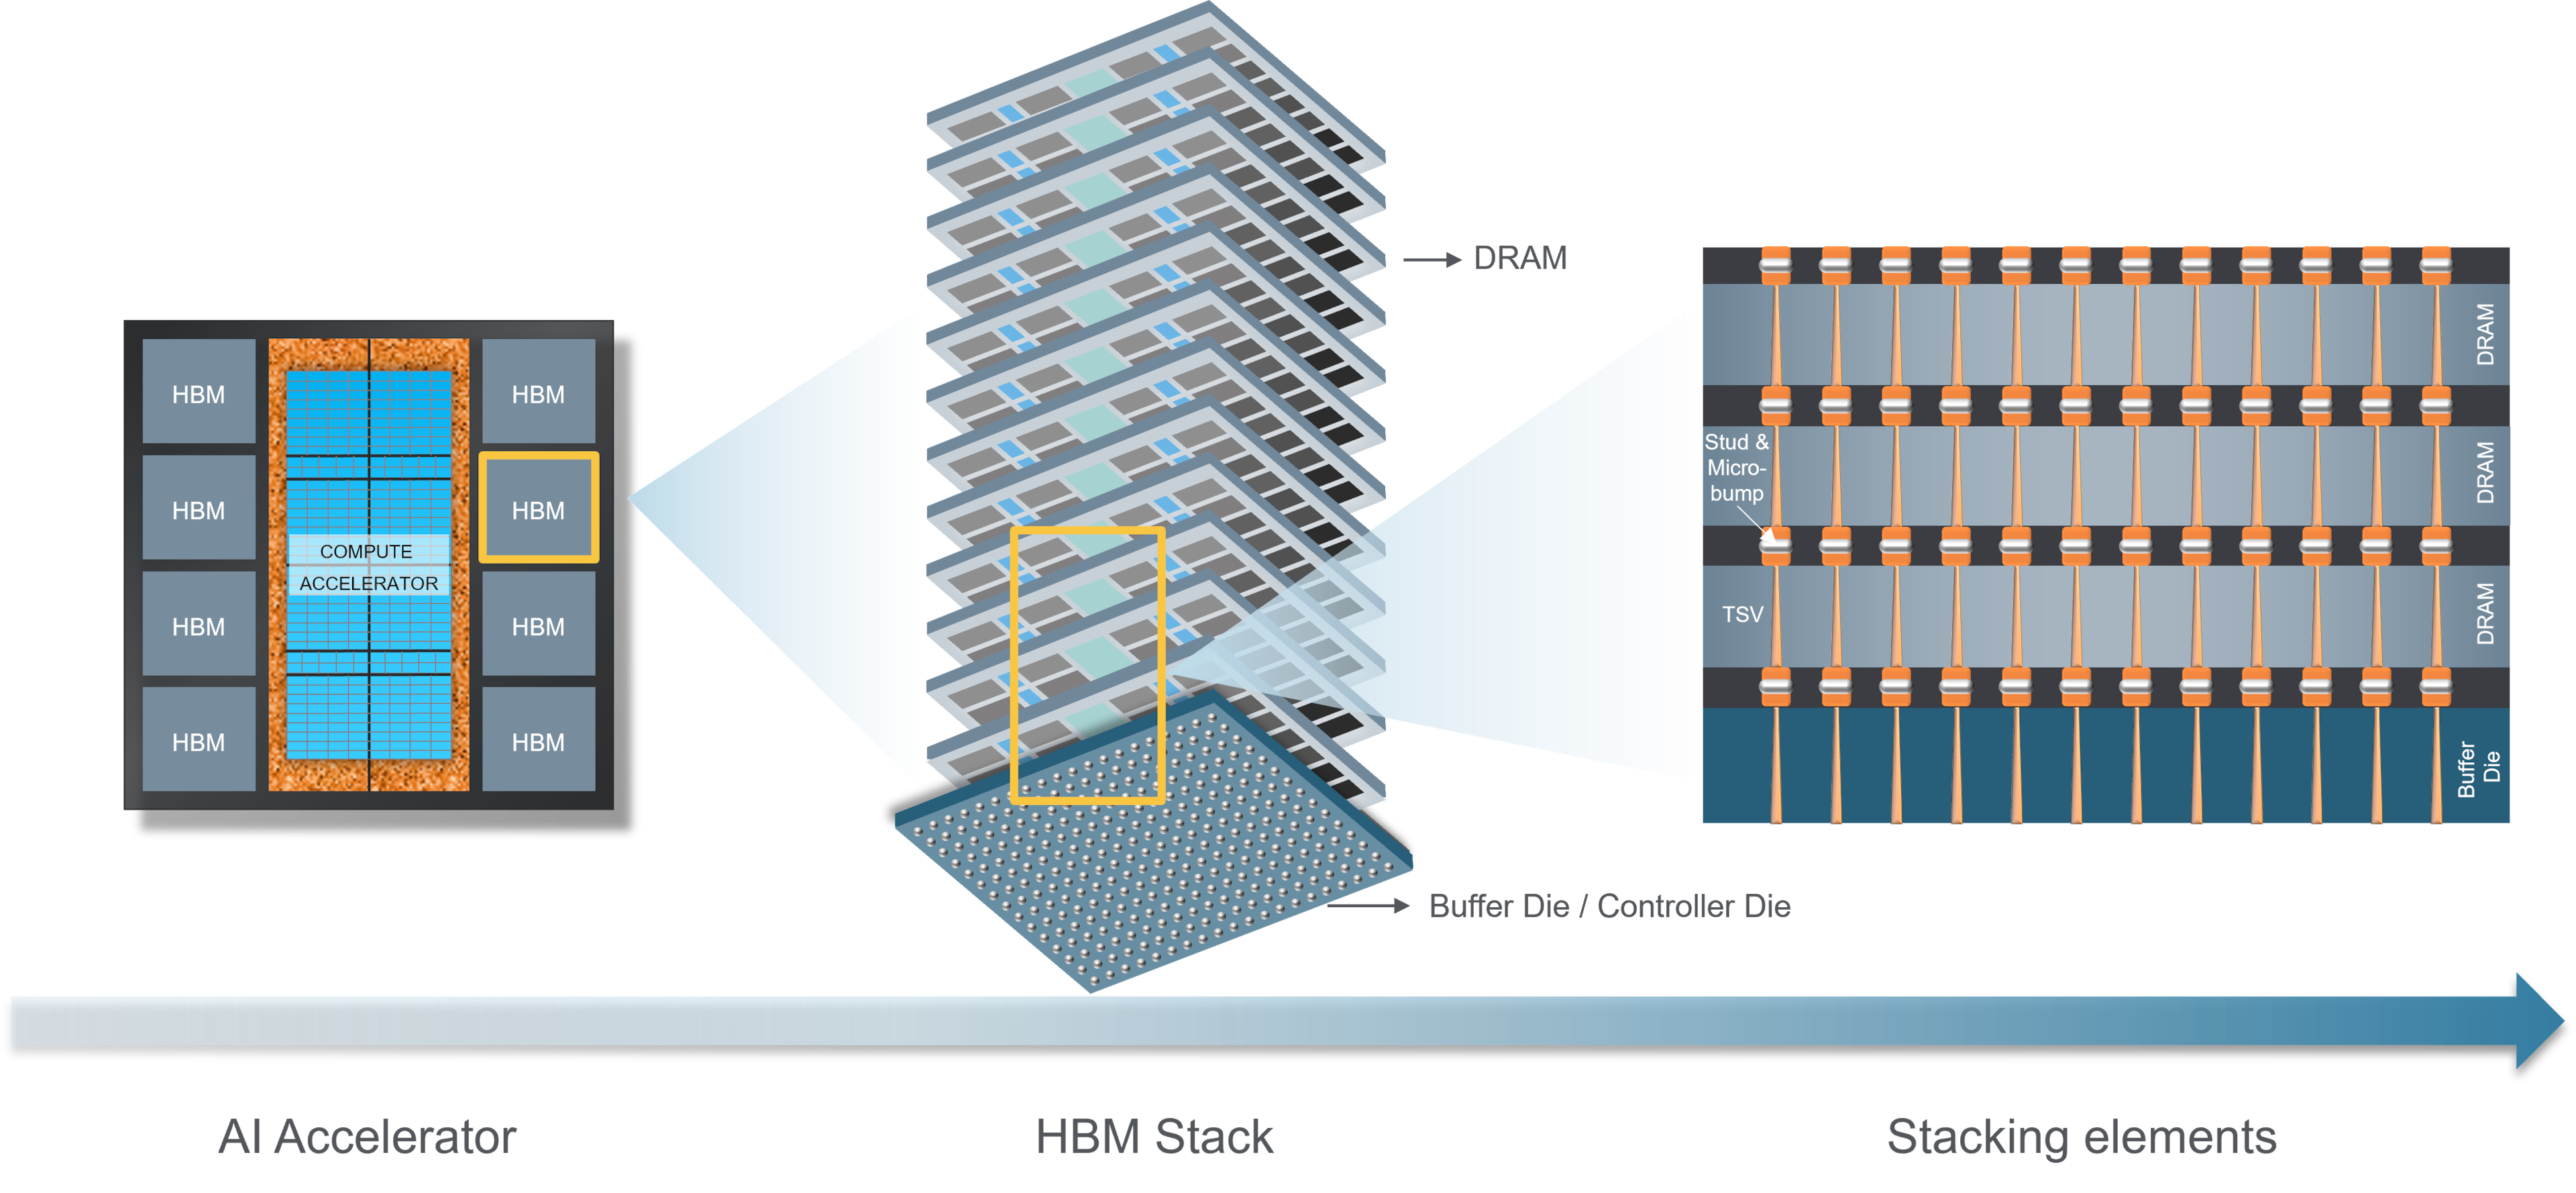 HBM
HBM
HBM
HBM
COMPUTE
ACCELERATOR
HBM
HBM
HBM
HBM
DRAM
Buffer Die / Controller Die
Stud &
Micro-
bump
TSV
DRAM
DRAM
DRAM
Buffer
Die
AI Accelerator
HBM Stack
Stacking elements